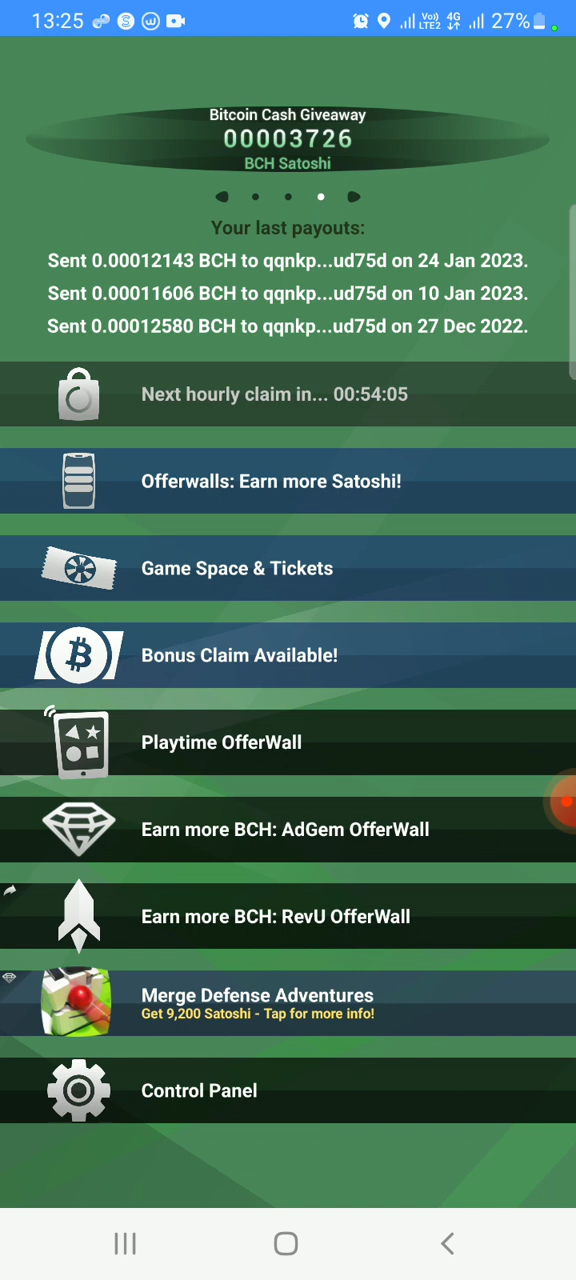 13:25
Vo))
LTE2
4G
27%
Bitcoin Cash Giveaway
00003726
BCH Satoshi
Your last payouts:
Sent 0.00012143 BCH to qqnkp...ud75d on 24 Jan 2023.
Sent 0.00011606 BCH to qqnkp...ud75d on 10 Jan 2023.
Sent 0.00012580 BCH to qqnkp...ud75d on 27 Dec 2022.
Next hourly claim in... 00:54:05
Offerwalls: Earn more Satoshi!
Game Space & Tickets
Bonus Claim Available!
Playtime OfferWall
Earn more BCH: AdGem OfferWall
Earn more BCH: RevU OfferWall
Merge Defense Adventures
Get 9,200 Satoshi - Tap for more info!
Control Panel